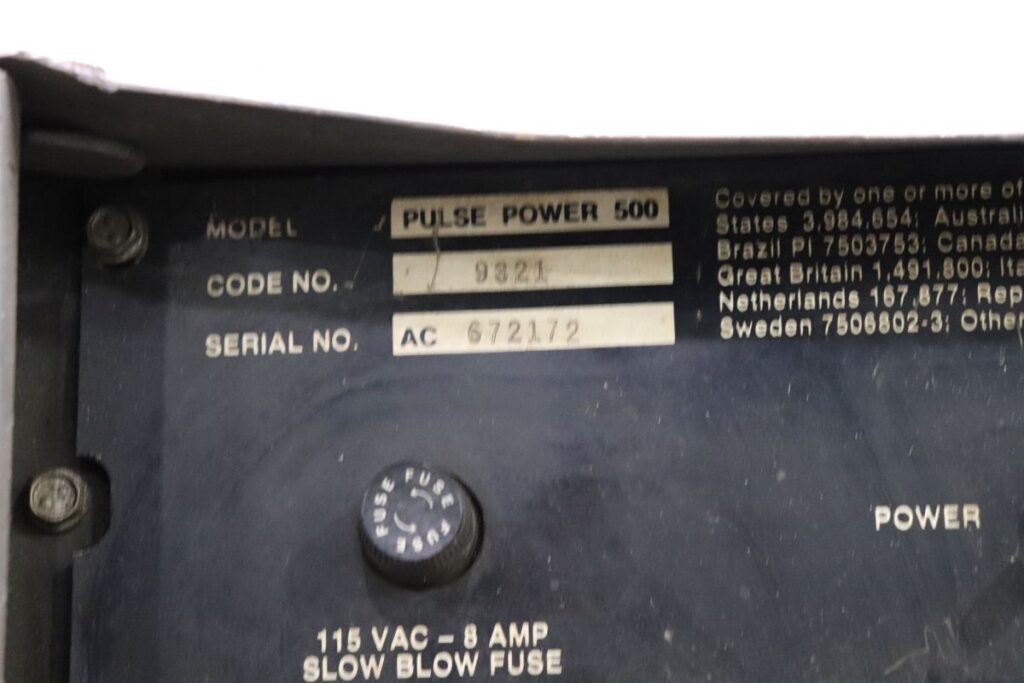 MODEL PULSE POWER 500
CODE NO. 9321
SERIAL NO. AC 672172
Covered by one or more of
States 3,984,654; Australi
Brazil PI 7503753; Canada
Great Britain 1,491,800; Ita
Netherlands 167,877; Rep
Sweden 7506802-3; Other
FUSE FUSE FUSE
POWER
115 VAC - 8 AMP
SLOW BLOW FUSE